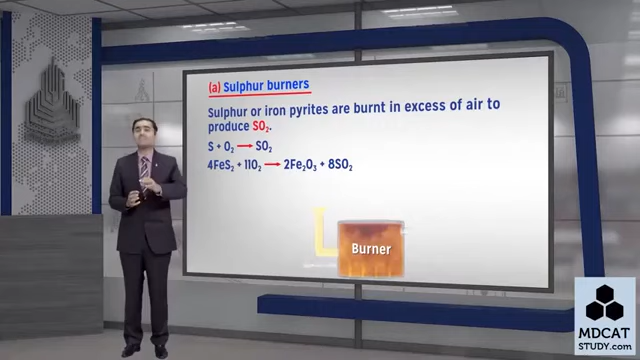 (a) Sulphur burners
Sulphur or iron pyrites are burnt in excess of air to
produce SO₂.
S + O₂ → SO₂
4FeS₂ + 11O₂ → 2Fe₂O₃ + 8SO₂
Burner
MDCAT
STUDY.com